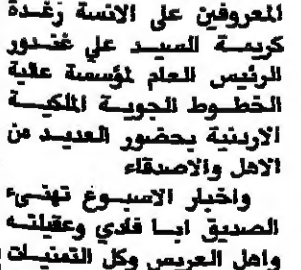 المعروفين على الانسة رغدة
كريمة السيد علي غندور
الرئيس العام لمؤسسة عالية
الخطوط الجوية الملكية
الاردنية بحضور العديد من
الاهل والاصدقاء
واخبار الاسبوع تهنىء
الصديق ابا فادي وعقيلته
واهل العريس وكل التمنيات